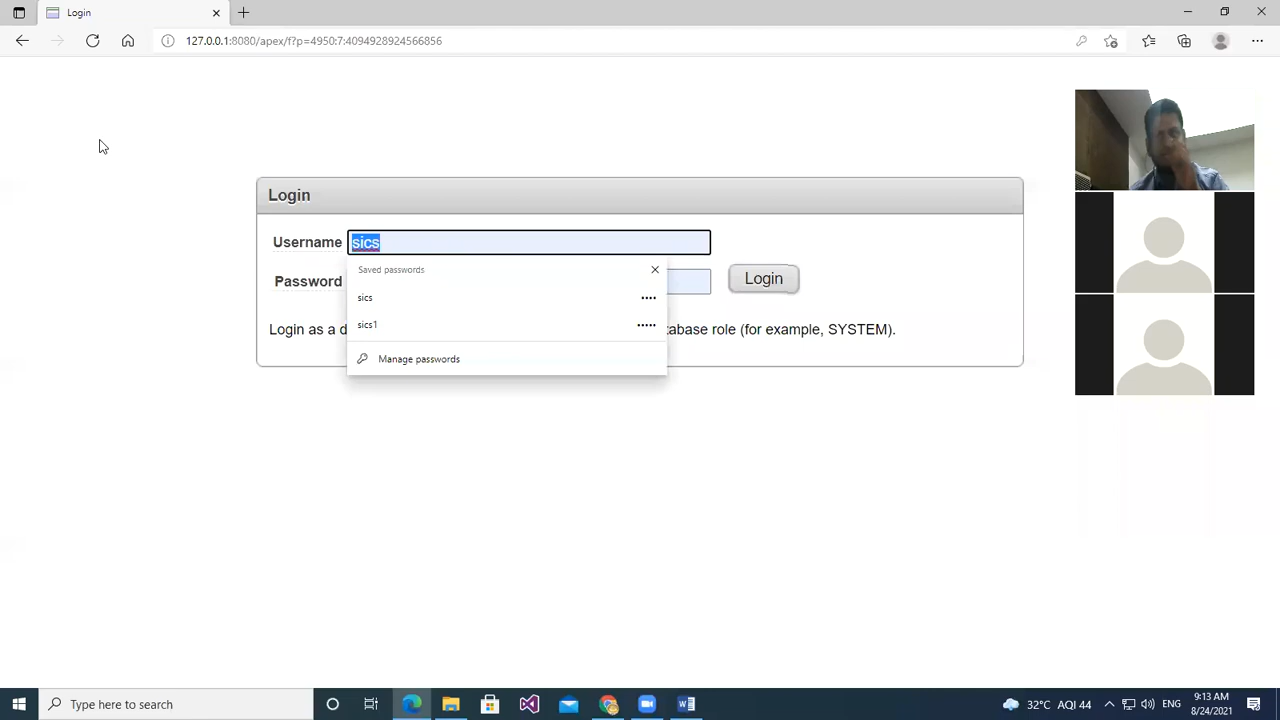 Login
127.0.0.1:8080/apex/f?p=4950:7:4094928924566856
Login
Username sics
Saved passwords
Password
Login
sics ••••
sics1 •••••
Login as a d
tabase role (for example, SYSTEM).
Manage passwords
Type here to search
32°C AQI 44
ENG
9:13 AM
8/24/2021